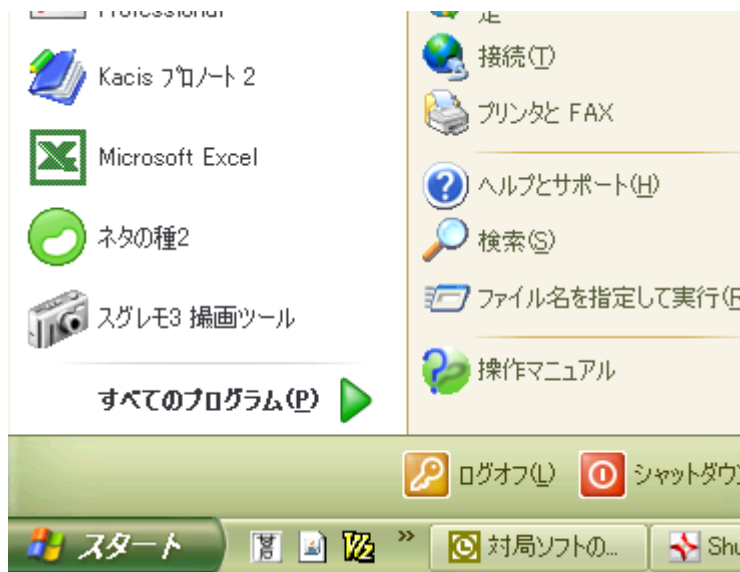 Professional
Kacis プロノート 2
Microsoft Excel
ネタの種2
スグレモ3 撮画ツール
すべてのプログラム(P)
定
接続(T)
プリンタと FAX
ヘルプとサポート(H)
検索(S)
ファイル名を指定して実行(R
操作マニュアル
ログオフ(L)
シャットダウン
スタート
対局ソフトの...
Shu